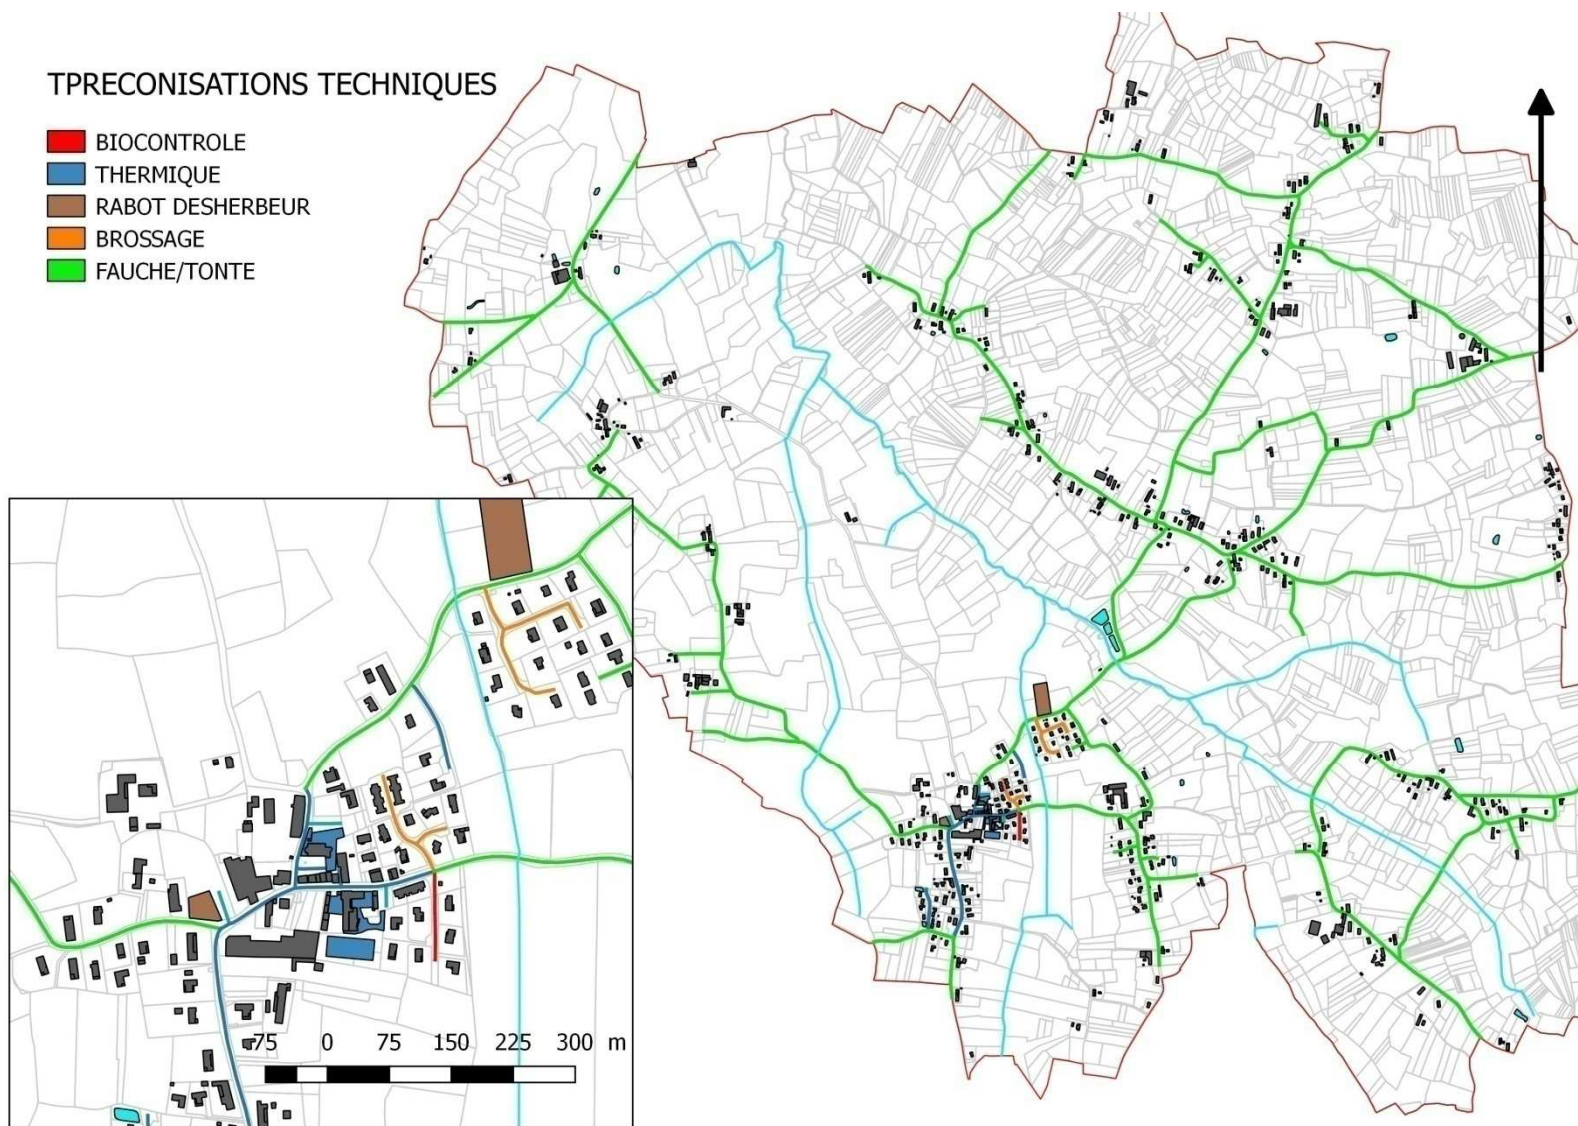 TPRECONISATIONS TECHNIQUES
BIOCONTROLE
THERMIQUE
RABOT DESHERBEUR
BROSSAGE
FAUCHE/TONTE
75 0 75 150 225 300 m